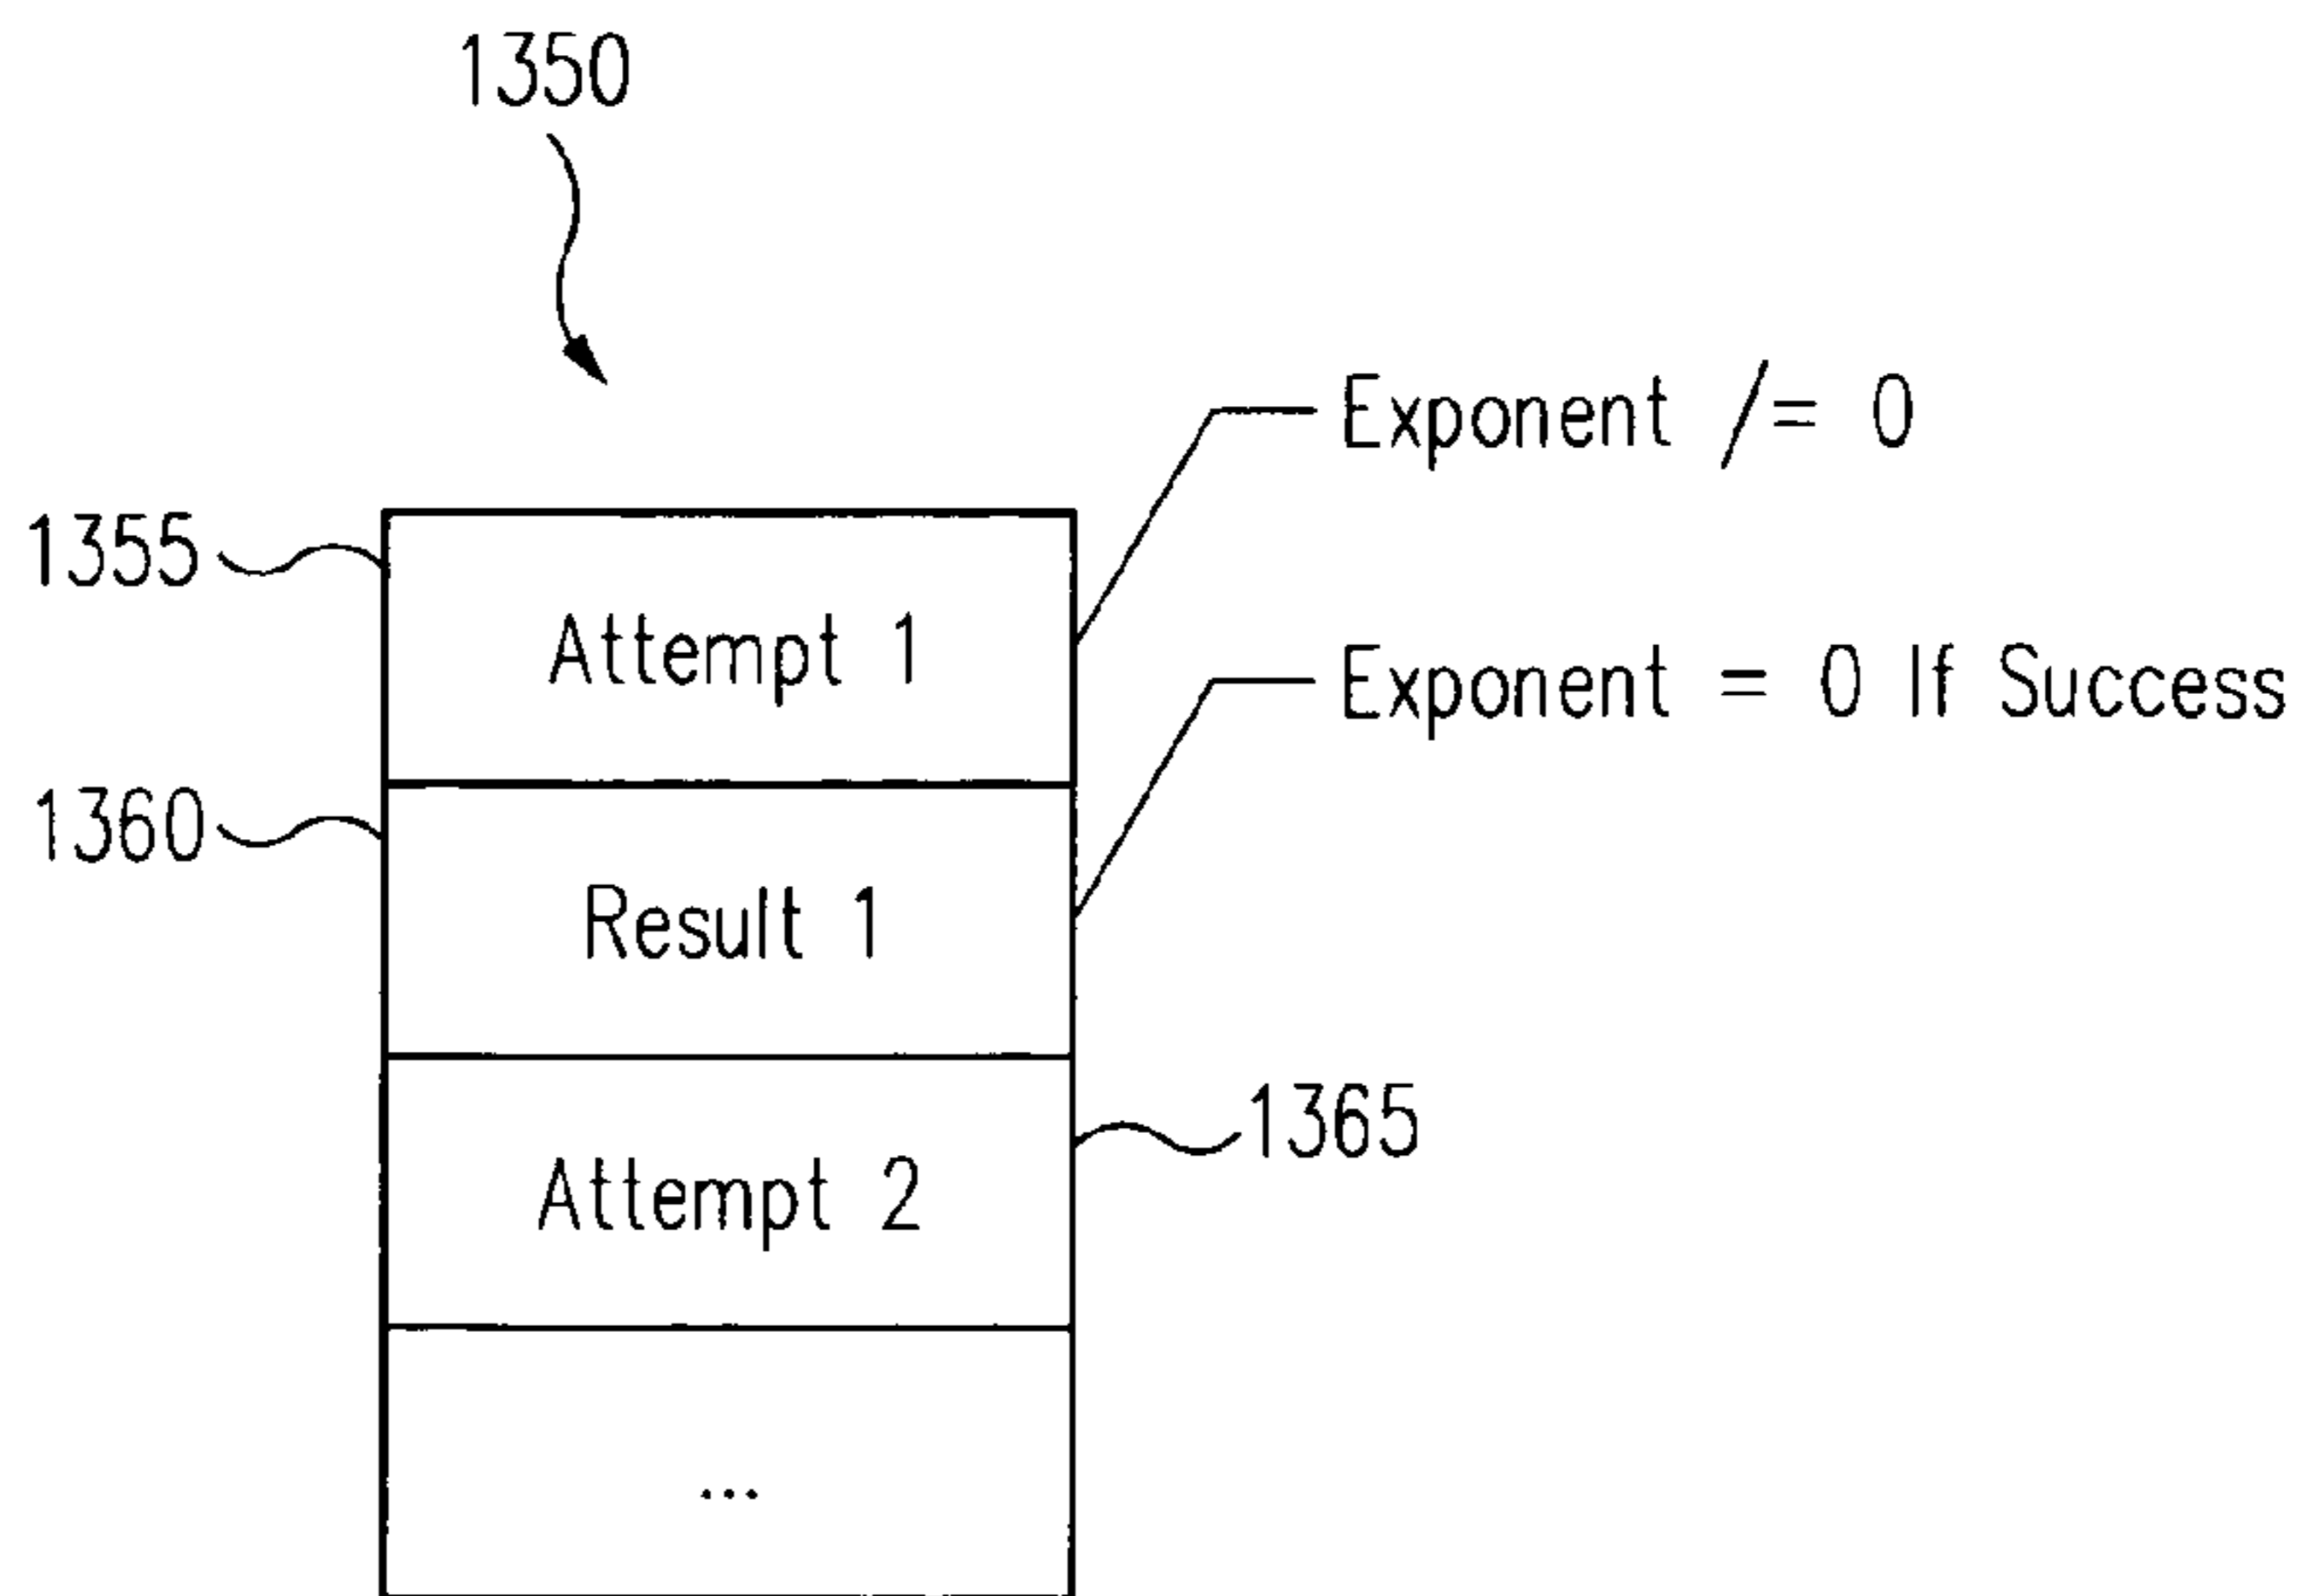 1350
Exponent /= 0
1355
Attempt 1
Exponent = 0 If Success
1360
Result 1
1365
Attempt 2
...